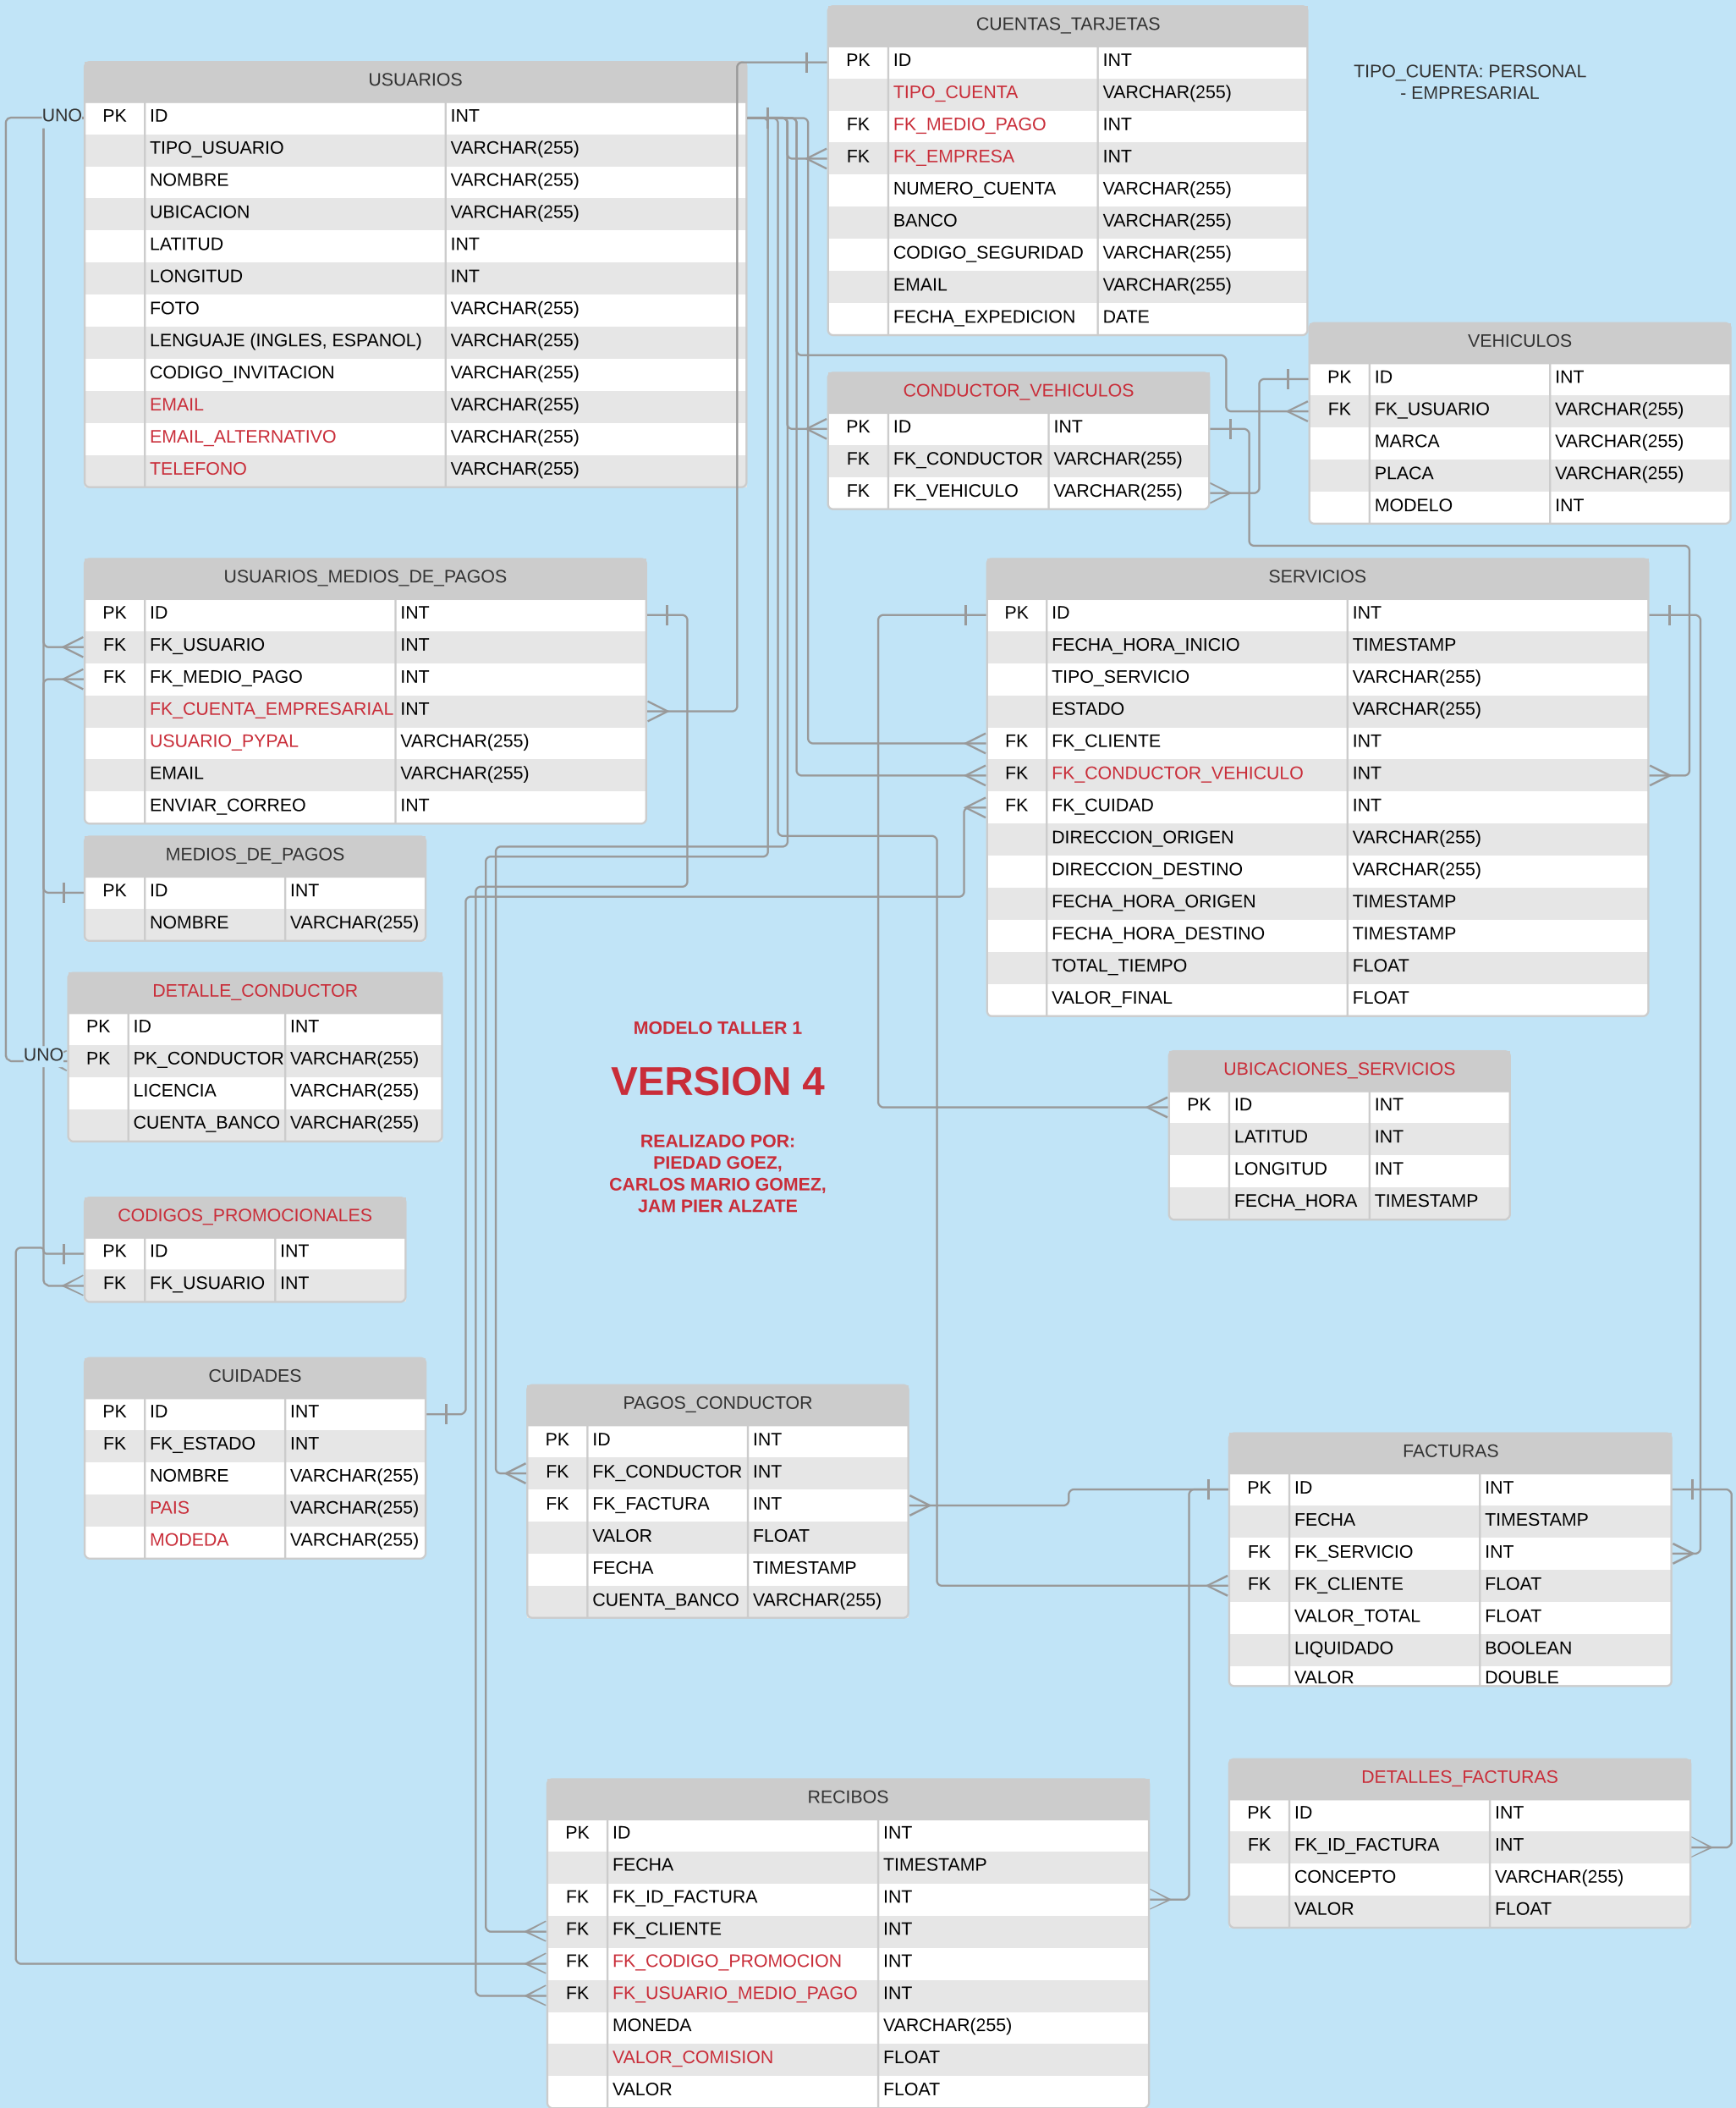 CUENTAS_TARJETAS
PK ID INT
TIPO_CUENTA VARCHAR(255)
FK FK_MEDIO_PAGO INT
FK FK_EMPRESA INT
NUMERO_CUENTA VARCHAR(255)
BANCO VARCHAR(255)
CODIGO_SEGURIDAD VARCHAR(255)
EMAIL VARCHAR(255)
FECHA_EXPEDICION DATE
TIPO_CUENTA: PERSONAL
- EMPRESARIAL
USUARIOS
UNO
PK ID INT
TIPO_USUARIO VARCHAR(255)
NOMBRE VARCHAR(255)
UBICACION VARCHAR(255)
LATITUD INT
LONGITUD INT
FOTO VARCHAR(255)
LENGUAJE (INGLES, ESPANOL) VARCHAR(255)
CODIGO_INVITACION VARCHAR(255)
EMAIL VARCHAR(255)
EMAIL_ALTERNATIVO VARCHAR(255)
TELEFONO VARCHAR(255)
VEHICULOS
PK ID INT
FK FK_USUARIO VARCHAR(255)
MARCA VARCHAR(255)
PLACA VARCHAR(255)
MODELO INT
CONDUCTOR_VEHICULOS
PK ID INT
FK FK_CONDUCTOR VARCHAR(255)
FK FK_VEHICULO VARCHAR(255)
USUARIOS_MEDIOS_DE_PAGOS
PK ID INT
FK FK_USUARIO INT
FK FK_MEDIO_PAGO INT
FK_CUENTA_EMPRESARIAL INT
USUARIO_PYPAL VARCHAR(255)
EMAIL VARCHAR(255)
ENVIAR_CORREO INT
SERVICIOS
PK ID INT
FECHA_HORA_INICIO TIMESTAMP
TIPO_SERVICIO VARCHAR(255)
ESTADO VARCHAR(255)
FK FK_CLIENTE INT
FK FK_CONDUCTOR_VEHICULO INT
FK FK_CUIDAD INT
DIRECCION_ORIGEN VARCHAR(255)
DIRECCION_DESTINO VARCHAR(255)
FECHA_HORA_ORIGEN TIMESTAMP
FECHA_HORA_DESTINO TIMESTAMP
TOTAL_TIEMPO FLOAT
VALOR_FINAL FLOAT
MEDIOS_DE_PAGOS
PK ID INT
NOMBRE VARCHAR(255)
DETALLE_CONDUCTOR
PK ID INT
UNO
PK PK_CONDUCTOR VARCHAR(255)
LICENCIA VARCHAR(255)
CUENTA_BANCO VARCHAR(255)
MODELO TALLER 1
VERSION 4
REALIZADO POR:
PIEDAD GOEZ,
CARLOS MARIO GOMEZ,
JAM PIER ALZATE
UBICACIONES_SERVICIOS
PK ID INT
LATITUD INT
LONGITUD INT
FECHA_HORA TIMESTAMP
CODIGOS_PROMOCIONALES
PK ID INT
FK FK_USUARIO INT
CUIDADES
PK ID INT
FK FK_ESTADO INT
NOMBRE VARCHAR(255)
PAIS VARCHAR(255)
MODEDA VARCHAR(255)
PAGOS_CONDUCTOR
PK ID INT
FK FK_CONDUCTOR INT
FK FK_FACTURA INT
VALOR FLOAT
FECHA TIMESTAMP
CUENTA_BANCO VARCHAR(255)
FACTURAS
PK ID INT
FECHA TIMESTAMP
FK FK_SERVICIO INT
FK FK_CLIENTE FLOAT
VALOR_TOTAL FLOAT
LIQUIDADO BOOLEAN
VALOR DOUBLE
RECIBOS
PK ID INT
FECHA TIMESTAMP
FK FK_ID_FACTURA INT
FK FK_CLIENTE INT
FK FK_CODIGO_PROMOCION INT
FK FK_USUARIO_MEDIO_PAGO INT
MONEDA VARCHAR(255)
VALOR_COMISION FLOAT
VALOR FLOAT
DETALLES_FACTURAS
PK ID INT
FK FK_ID_FACTURA INT
CONCEPTO VARCHAR(255)
VALOR FLOAT